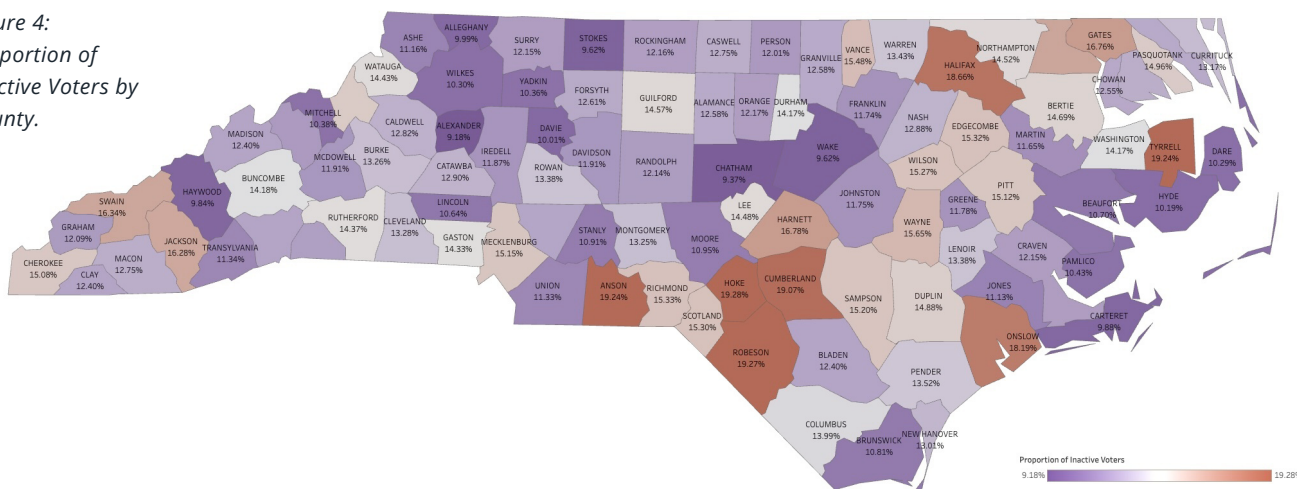 ure 4:
oportion of
ctive Voters by
unty.
ALLEGHANY
9.99%
ASHE
11.16%
SURRY
12.15%
STOKES
9.62%
ROCKINGHAM
12.16%
CASWELL
12.75%
PERSON
12.01%
GRANVILLE
12.58%
VANCE
15.48%
WARREN
13.43%
HALIFAX
18.66%
NORTHAMPTON
14.52%
GATES
16.76%
PASQUOTANK
14.96%
CURRITUCK
13.17%
CHOWAN
12.55%
WATAUGA
14.43%
WILKES
10.30%
YADKIN
10.36%
FORSYTH
12.61%
GUILFORD
14.57%
ALAMANCE
12.58%
ORANGE
12.17%
DURHAM
14.17%
FRANKLIN
11.74%
NASH
12.88%
EDGECOMBE
15.32%
BERTIE
14.69%
MARTIN
11.65%
WASHINGTON
14.17%
TYRRELL
19.24%
DARE
10.29%
MITCHELL
10.38%
MADISON
12.40%
CALDWELL
12.82%
ALEXANDER
9.18%
DAVIE
10.01%
IREDELL
11.87%
DAVIDSON
11.91%
RANDOLPH
12.14%
CHATHAM
9.37%
WAKE
9.62%
WILSON
15.27%
PITT
15.12%
BEAUFORT
10.70%
HYDE
10.19%
MCDOWELL
11.91%
BURKE
13.26%
CATAWBA
12.90%
ROWAN
13.38%
BUNCOMBE
14.18%
HAYWOOD
9.84%
SWAIN
16.34%
GRAHAM
12.09%
JACKSON
16.28%
TRANSYLVANIA
11.34%
CHEROKEE
15.08%
CLAY
12.40%
MACON
12.75%
RUTHERFORD
14.37%
CLEVELAND
13.28%
LINCOLN
10.64%
GASTON
14.33%
MECKLENBURG
15.15%
STANLY
10.91%
MONTGOMERY
13.25%
MOORE
10.95%
LEE
14.48%
HARNETT
16.78%
JOHNSTON
11.75%
WAYNE
15.65%
GREENE
11.78%
LENOIR
13.38%
CRAVEN
12.15%
PAMLICO
10.43%
JONES
11.13%
CARTERET
9.88%
UNION
11.33%
ANSON
19.24%
RICHMOND
15.33%
SCOTLAND
15.30%
HOKE
19.28%
CUMBERLAND
19.07%
SAMPSON
15.20%
DUPLIN
14.88%
ONSLOW
18.19%
ROBESON
19.27%
BLADEN
12.40%
PENDER
13.52%
COLUMBUS
13.99%
BRUNSWICK
10.81%
NEW HANOVER
13.01%
Proportion of Inactive Voters
9.18% 19.28%